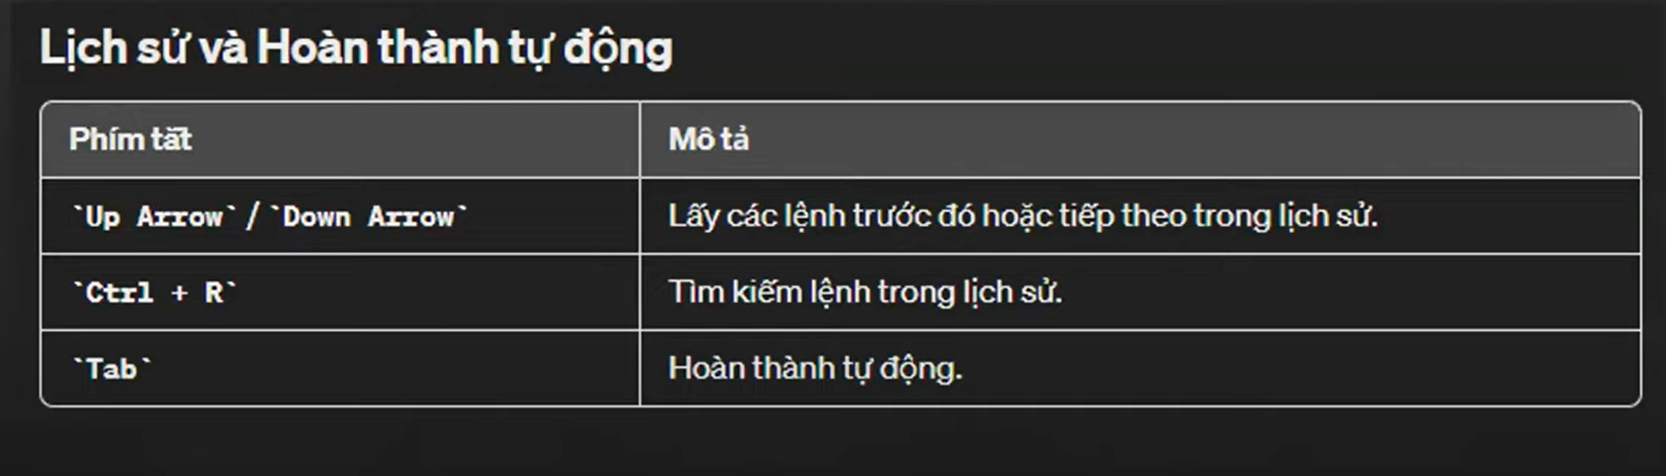 Lịch sử và Hoàn thành tự động
Phím tắt
Mô tả
`Up Arrow` / `Down Arrow`
Lấy các lệnh trước đó hoặc tiếp theo trong lịch sử.
`Ctrl + R`
Tìm kiếm lệnh trong lịch sử.
`Tab`
Hoàn thành tự động.